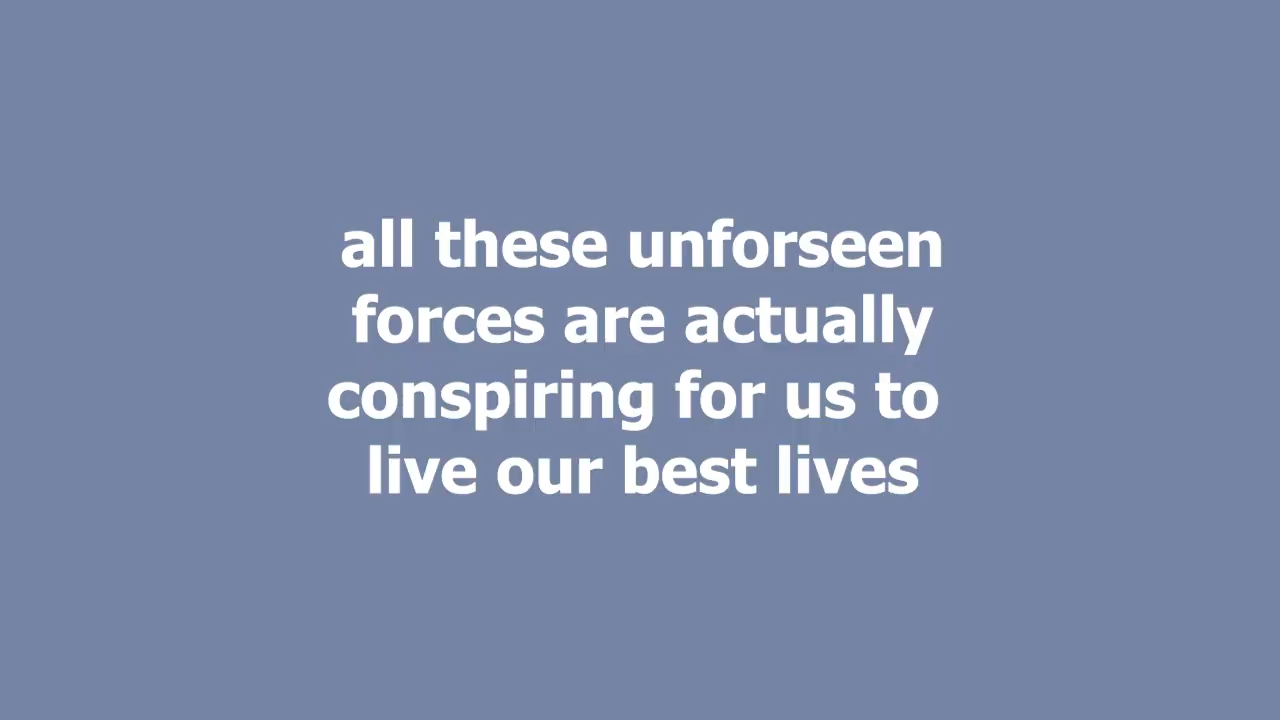 all these unforseen
forces are actually
conspiring for us to
live our best lives